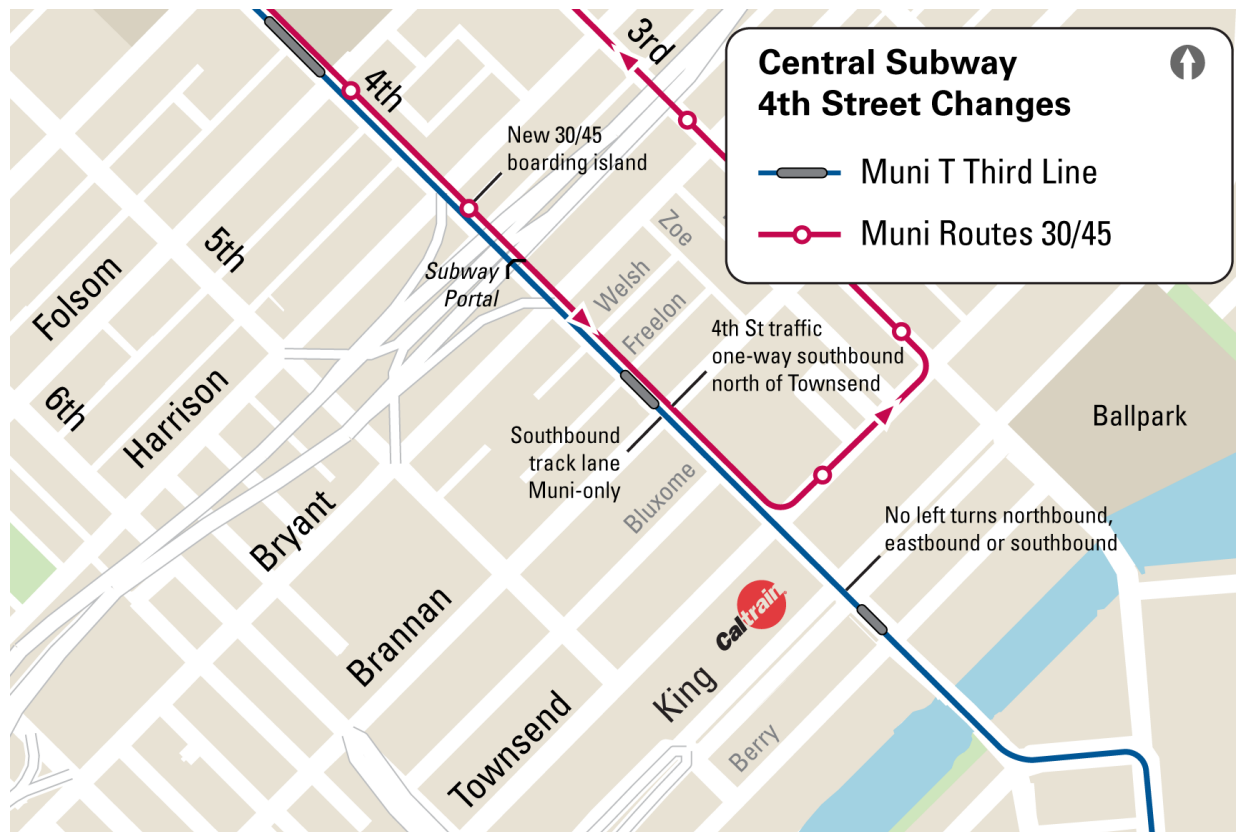 3rd
Central Subway
4th Street Changes
Muni T Third Line
Muni Routes 30/45
4th
New 30/45
boarding island
5th
Zoe
Folsom
Subway
Portal
Welsh
Freelon
4th St traffic
one-way southbound
north of Townsend
6th
Harrison
Ballpark
Southbound
track lane
Muni-only
Bluxome
Bryant
No left turns northbound,
eastbound or southbound
Brannan
Caltrain
King
Townsend
Berry